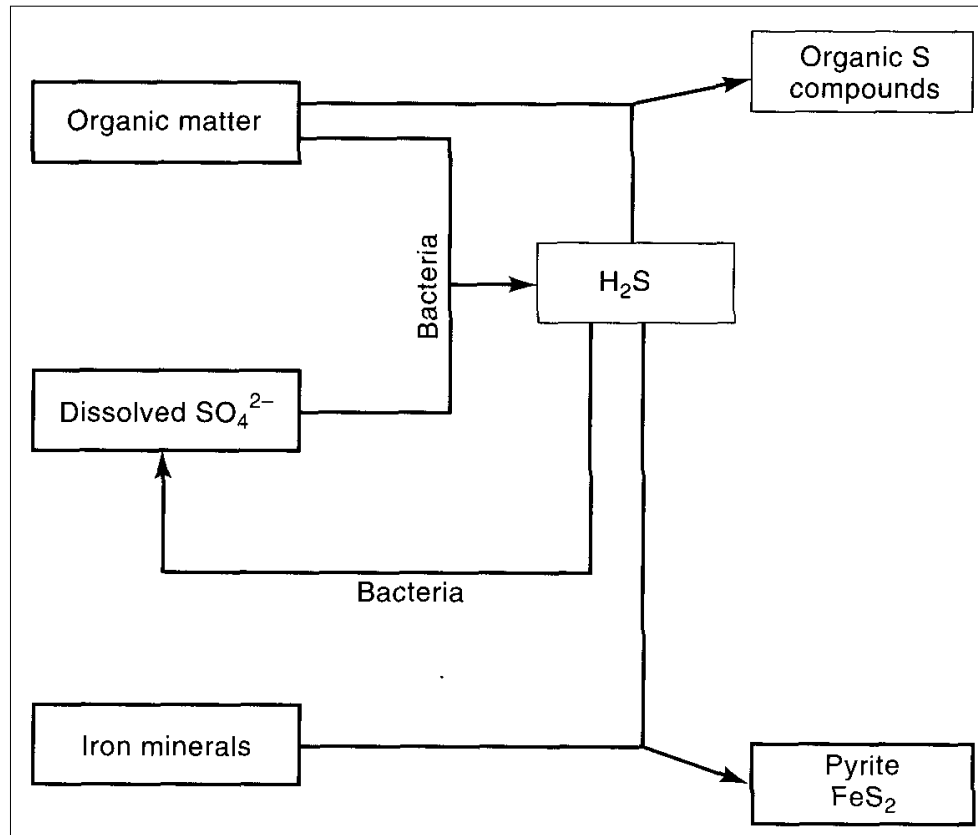 Organic S
compounds
Organic matter
Bacteria
H₂S
Dissolved SO₄²⁻
Bacteria
Iron minerals
Pyrite
FeS₂